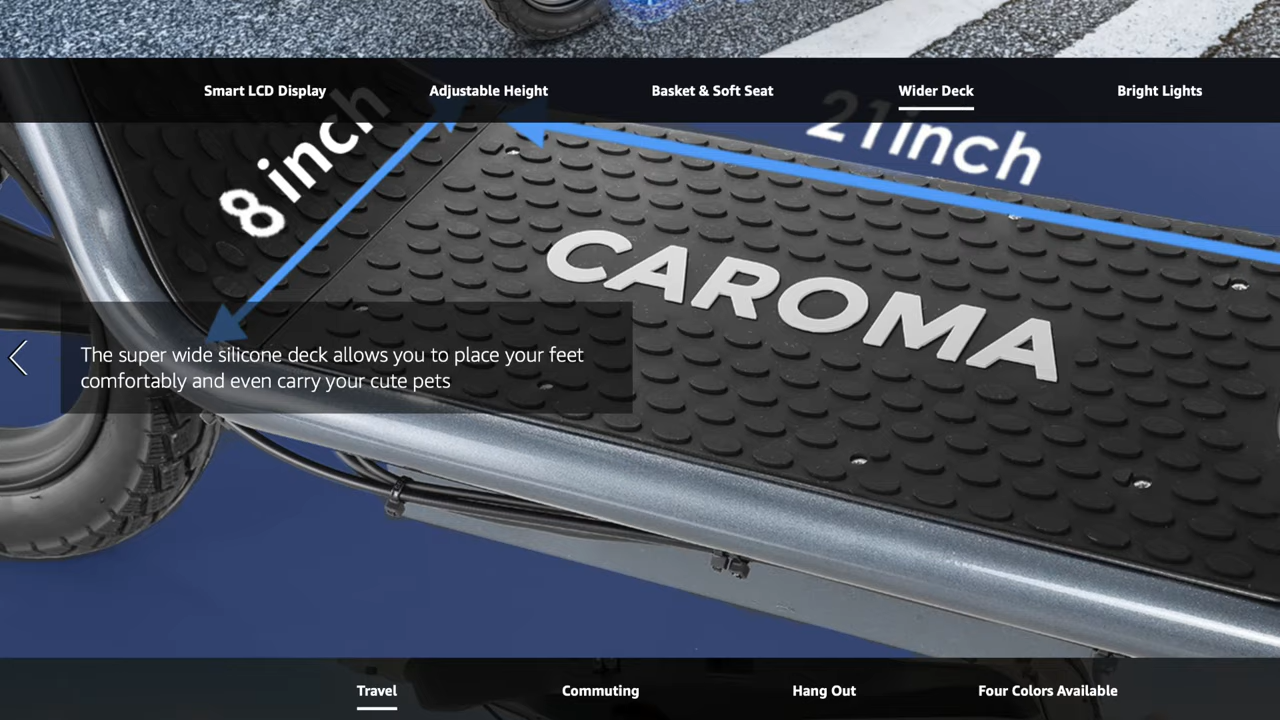 Smart LCD Display
Adjustable Height
Basket & Soft Seat
Wider Deck
Bright Lights
8 inch
21inch
CAROMA
The super wide silicone deck allows you to place your feet
comfortably and even carry your cute pets
Travel
Commuting
Hang Out
Four Colors Available